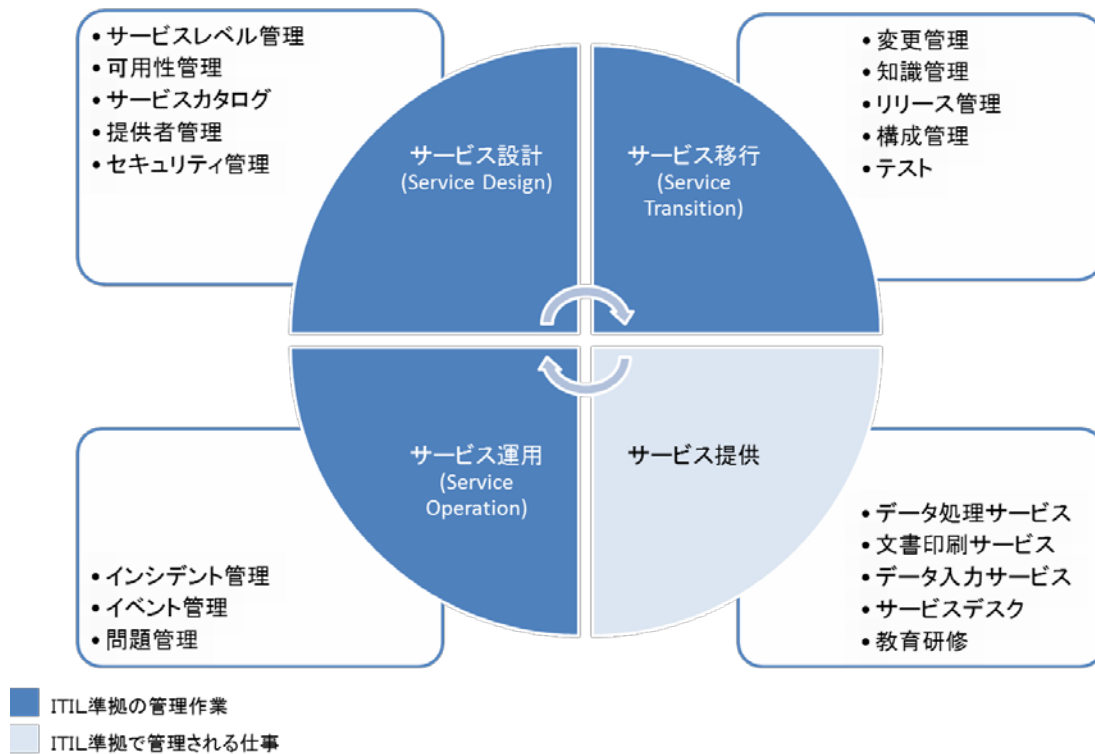 • サービスレベル管理
• 可用性管理
• サービスカタログ
• 提供者管理
• セキュリティ管理
サービス設計
(Service Design)
サービス移行
(Service
Transition)
• 変更管理
• 知識管理
• リリース管理
• 構成管理
• テスト
• インシデント管理
• イベント管理
• 問題管理
サービス運用
(Service
Operation)
サービス提供
• データ処理サービス
• 文書印刷サービス
• データ入力サービス
• サービスデスク
• 教育研修
ITIL準拠の管理作業
ITIL準拠で管理される仕事